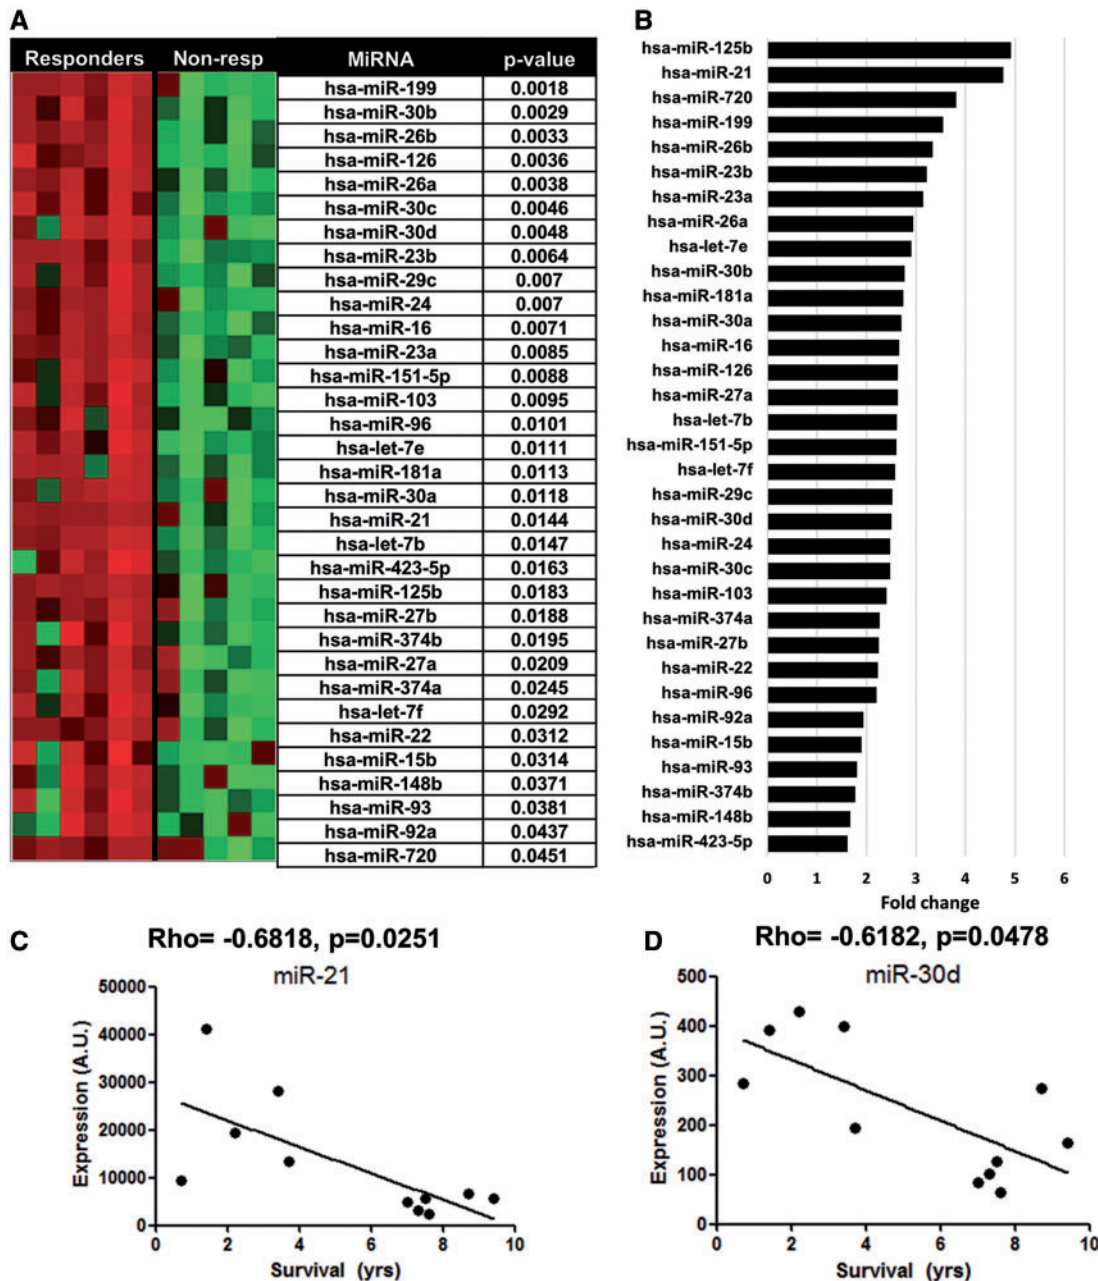 A
Responders Non-resp MiRNA p-value
hsa-miR-199 0.0018
hsa-miR-30b 0.0029
hsa-miR-26b 0.0033
hsa-miR-126 0.0036
hsa-miR-26a 0.0038
hsa-miR-30c 0.0046
hsa-miR-30d 0.0048
hsa-miR-23b 0.0064
hsa-miR-29c 0.007
hsa-miR-24 0.007
hsa-miR-16 0.0071
hsa-miR-23a 0.0085
hsa-miR-151-5p 0.0088
hsa-miR-103 0.0095
hsa-miR-96 0.0101
hsa-let-7e 0.0111
hsa-miR-181a 0.0113
hsa-miR-30a 0.0118
hsa-miR-21 0.0144
hsa-let-7b 0.0147
hsa-miR-423-5p 0.0163
hsa-miR-125b 0.0183
hsa-miR-27b 0.0188
hsa-miR-374b 0.0195
hsa-miR-27a 0.0209
hsa-miR-374a 0.0245
hsa-let-7f 0.0292
hsa-miR-22 0.0312
hsa-miR-15b 0.0314
hsa-miR-148b 0.0371
hsa-miR-93 0.0381
hsa-miR-92a 0.0437
hsa-miR-720 0.0451
B
hsa-miR-125b
hsa-miR-21
hsa-miR-720
hsa-miR-199
hsa-miR-26b
hsa-miR-23b
hsa-miR-23a
hsa-miR-26a
hsa-let-7e
hsa-miR-30b
hsa-miR-181a
hsa-miR-30a
hsa-miR-16
hsa-miR-126
hsa-miR-27a
hsa-let-7b
hsa-miR-151-5p
hsa-let-7f
hsa-miR-29c
hsa-miR-30d
hsa-miR-24
hsa-miR-30c
hsa-miR-103
hsa-miR-374a
hsa-miR-27b
hsa-miR-22
hsa-miR-96
hsa-miR-92a
hsa-miR-15b
hsa-miR-93
hsa-miR-374b
hsa-miR-148b
hsa-miR-423-5p
0 1 2 3 4 5 6
Fold change
C
Rho= -0.6818, p=0.0251
miR-21
Expression (A.U.)
50000
40000
30000
20000
10000
0
0 2 4 6 8 10
Survival (yrs)
D
Rho= -0.6182, p=0.0478
miR-30d
Expression (A.U.)
500
400
300
200
100
0
0 2 4 6 8 10
Survival (yrs)